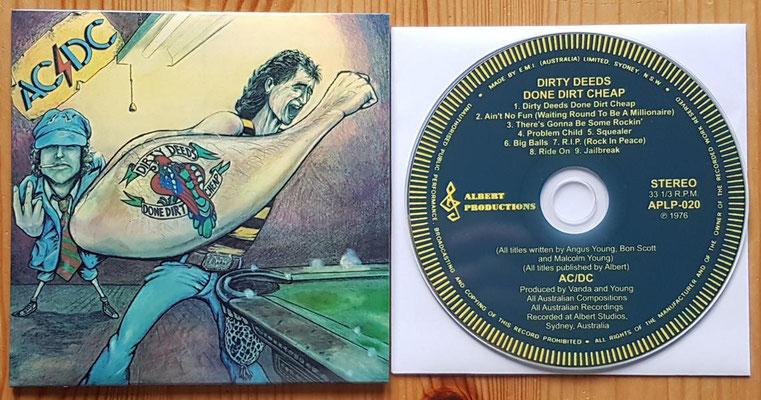 AC/DC
DIRTY DEEDS
DONE DIRT
CHEAP
MADE BY E.M.I. (AUSTRALIA) LIMITED, SYDNEY, N.S.W.
UNAUTHORISED PUBLIC PERFORMANCE BROADCASTING AND COPYING OF THIS RECORD PROHIBITED • ALL RIGHTS OF THE MANUFACTURER AND OF THE OWNER OF THE RECORDED WORK RESERVED
DIRTY DEEDS
DONE DIRT CHEAP
1. Dirty Deeds Done Dirt Cheap
2. Ain't No Fun (Waiting Round To Be A Millionaire)
3. There's Gonna Be Some Rockin'
4. Problem Child 5. Squealer
6. Big Balls 7. R.I.P. (Rock In Peace)
8. Ride On 9. Jailbreak
ALBERT
PRODUCTIONS
STEREO
33 1/3 R.P.M.
APLP-020
℗ 1976
(All titles written by Angus Young, Bon Scott
and Malcolm Young)
(All titles published by Albert)
AC/DC
Produced by Vanda and Young
All Australian Compositions
All Australian Recordings
Recorded at Albert Studios,
Sydney, Australia